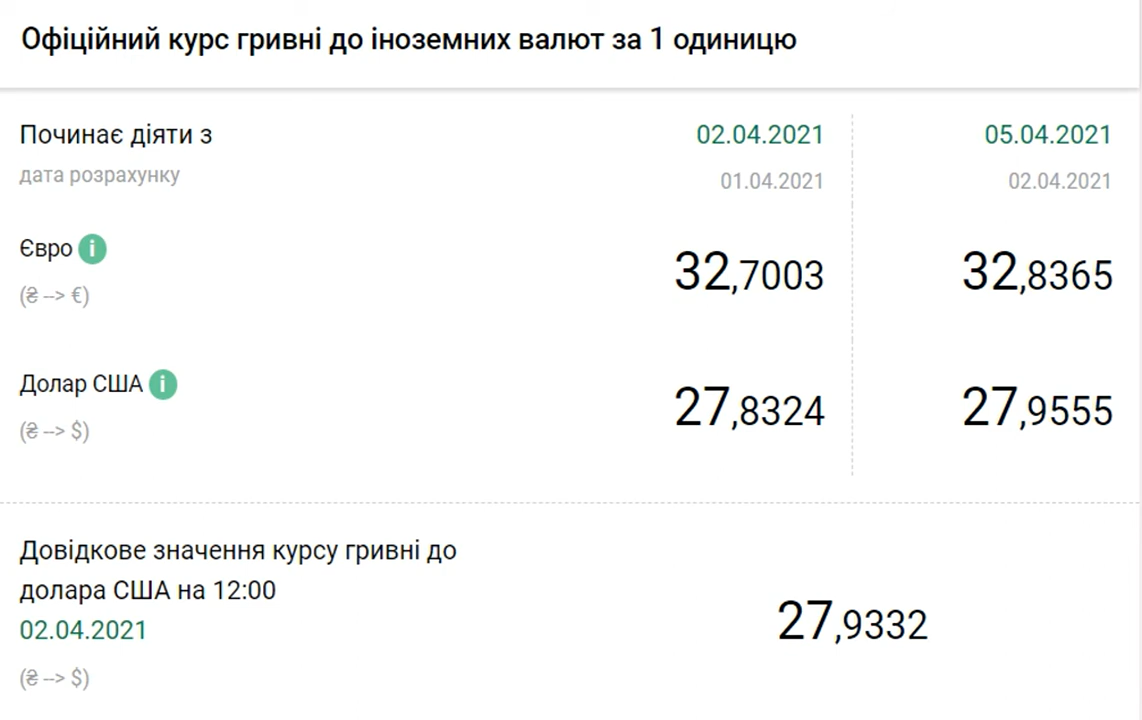 Офіційний курс гривні до іноземних валют за 1 одиницю
Починає діяти з 02.04.2021 05.04.2021
дата розрахунку 01.04.2021 02.04.2021
Євро i 32,7003 32,8365
(₴ --> €)
Долар США i 27,8324 27,9555
(₴ --> $)
Довідкове значення курсу гривні до
долара США на 12:00
02.04.2021 27,9332
(₴ --> $)